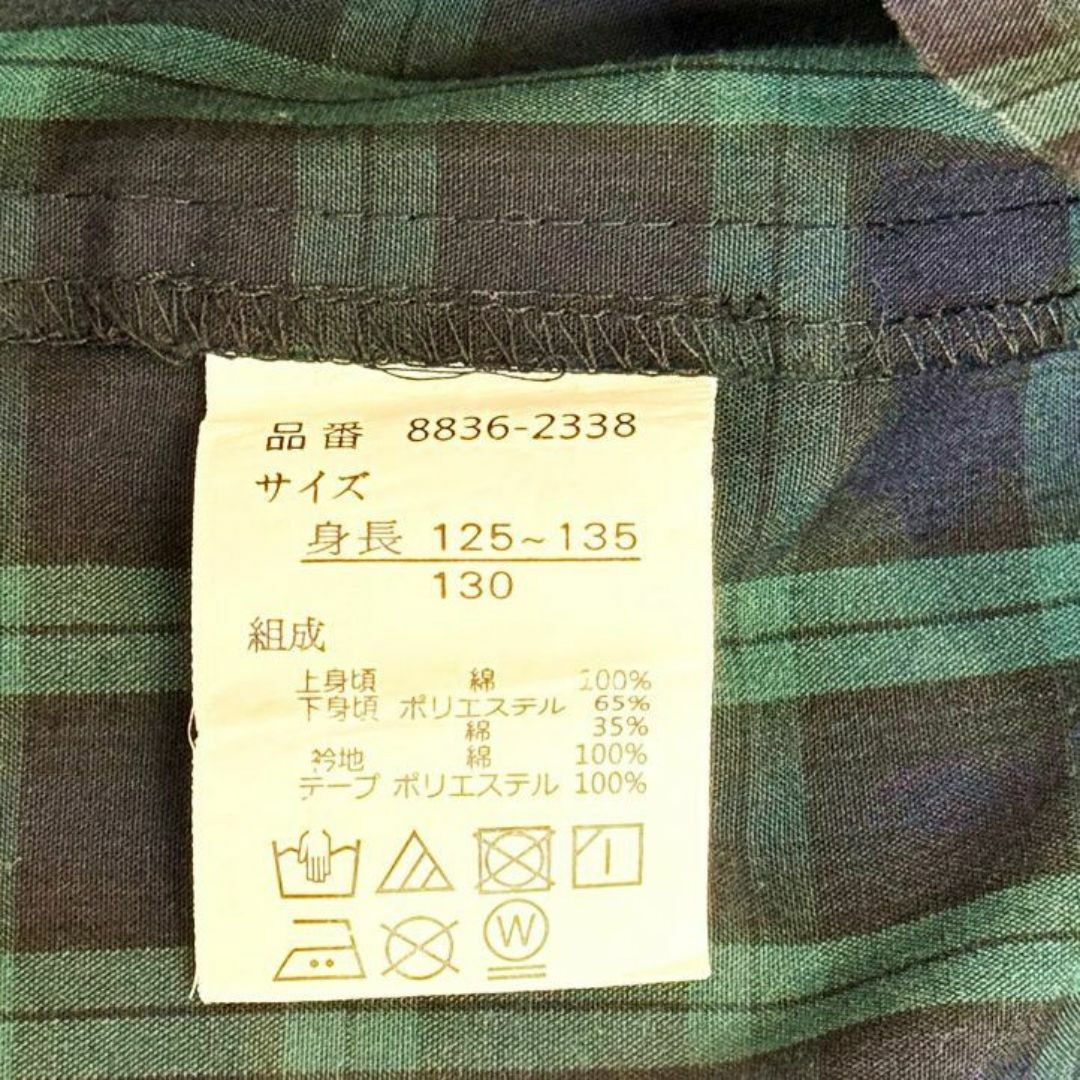 品番 8836-2338
サイズ
身長 125~135
130
組成
上身頃 綿 100%
下身頃 ポリエステル 65%
綿 35%
衿地 綿 100%
テープ ポリエステル 100%
W